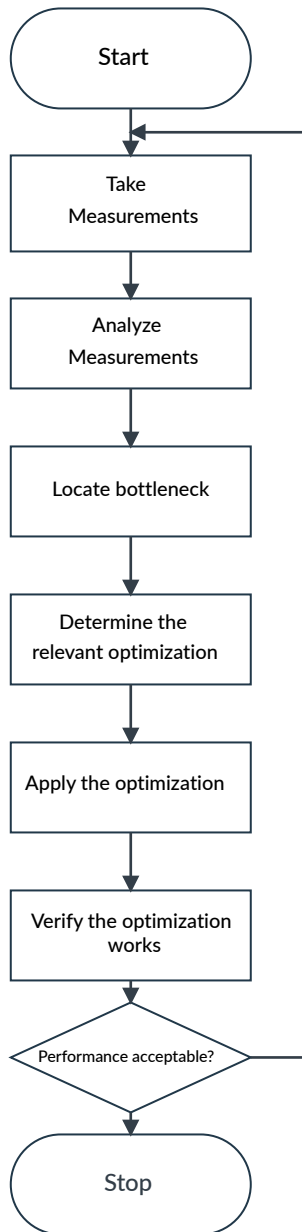 Start
Take
Measurements
Analyze
Measurements
Locate bottleneck
Determine the
relevant optimization
Apply the optimization
Verify the optimization
works
Performance acceptable?
Stop